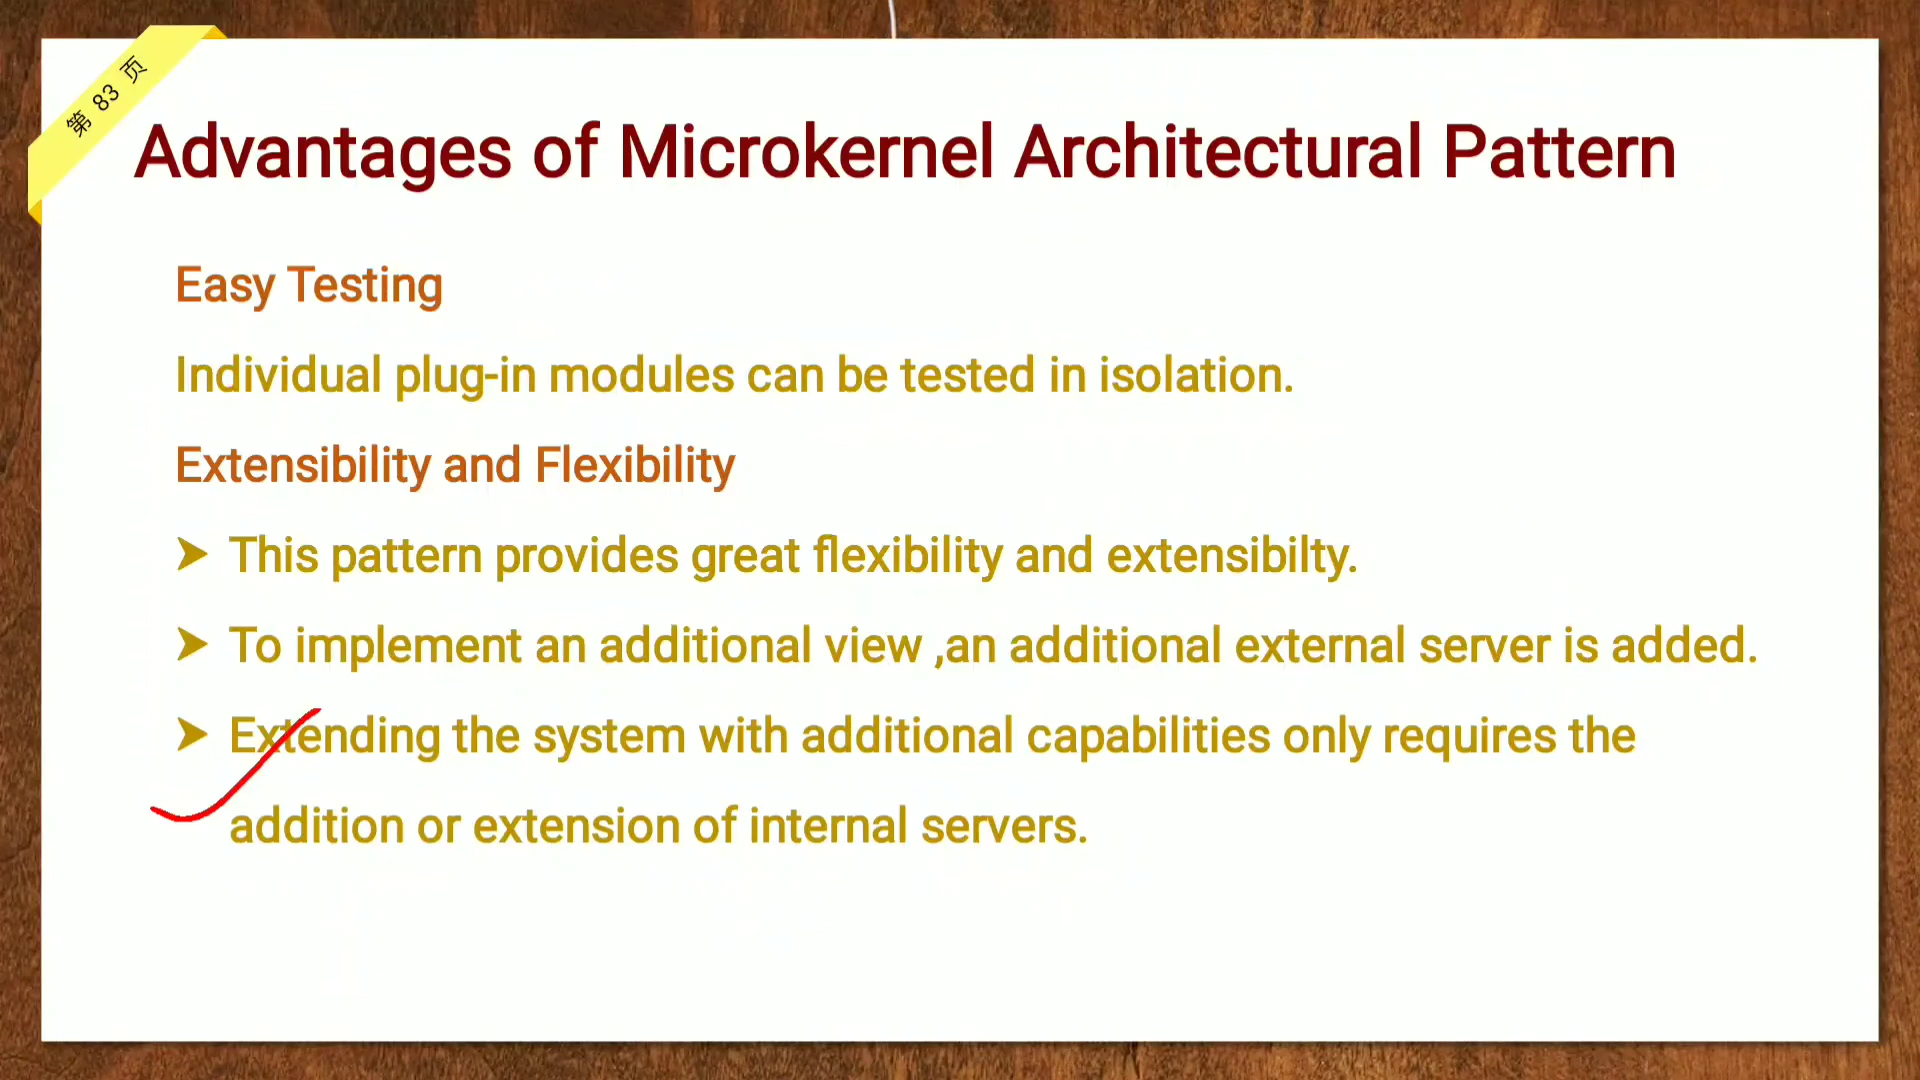 第 83 页
Advantages of Microkernel Architectural Pattern
Easy Testing
Individual plug-in modules can be tested in isolation.
Extensibility and Flexibility
➤ This pattern provides great flexibility and extensibilty.
➤ To implement an additional view ,an additional external server is added.
➤ Extending the system with additional capabilities only requires the
addition or extension of internal servers.